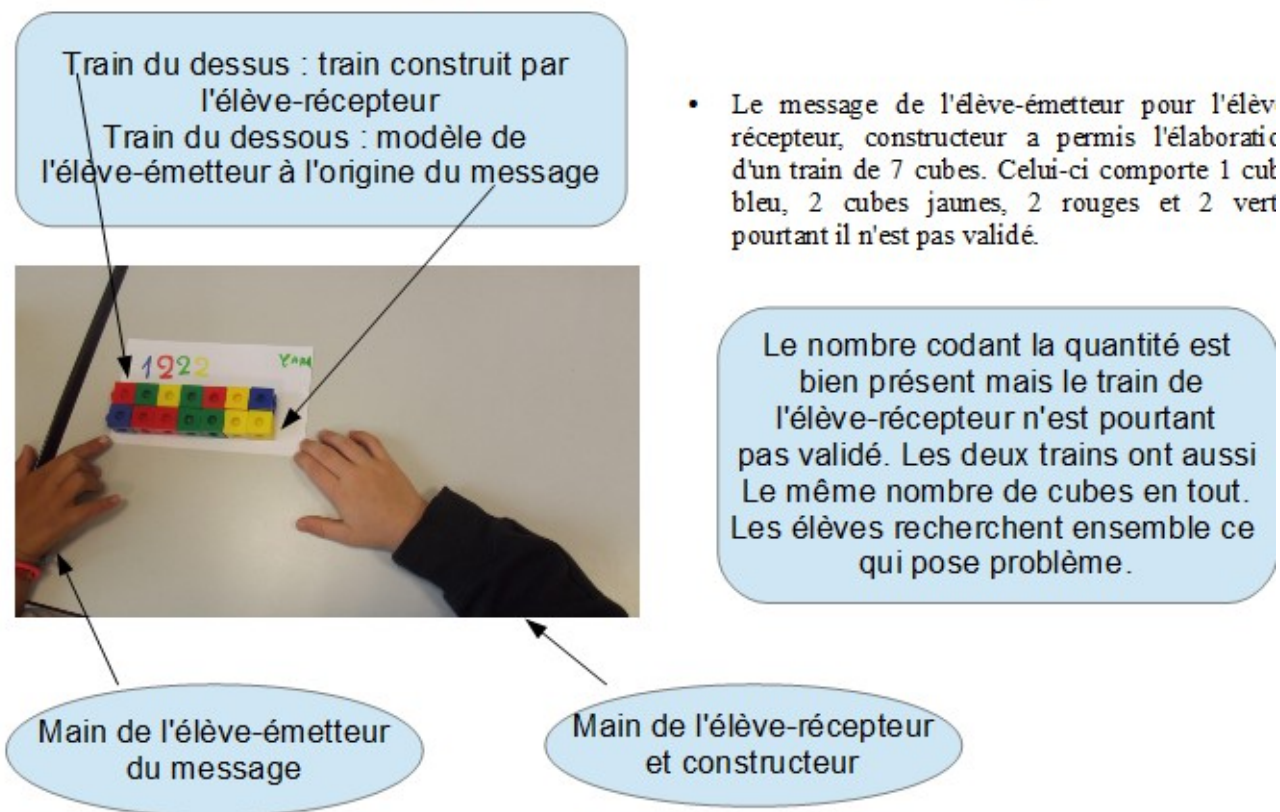 Train du dessus : train construit par
l'élève-récepteur
Train du dessous : modèle de
l'élève-émetteur à l'origine du message
• Le message de l'élève-émetteur pour l'élèv
récepteur, constructeur a permis l'élaboratic
d'un train de 7 cubes. Celui-ci comporte 1 cub
bleu, 2 cubes jaunes, 2 rouges et 2 vert
pourtant il n'est pas validé.
1222
Le nombre codant la quantité est
bien présent mais le train de
l'élève-récepteur n'est pourtant
pas validé. Les deux trains ont aussi
Le même nombre de cubes en tout.
Les élèves recherchent ensemble ce
qui pose problème.
Main de l'élève-émetteur
du message
Main de l'élève-récepteur
et constructeur